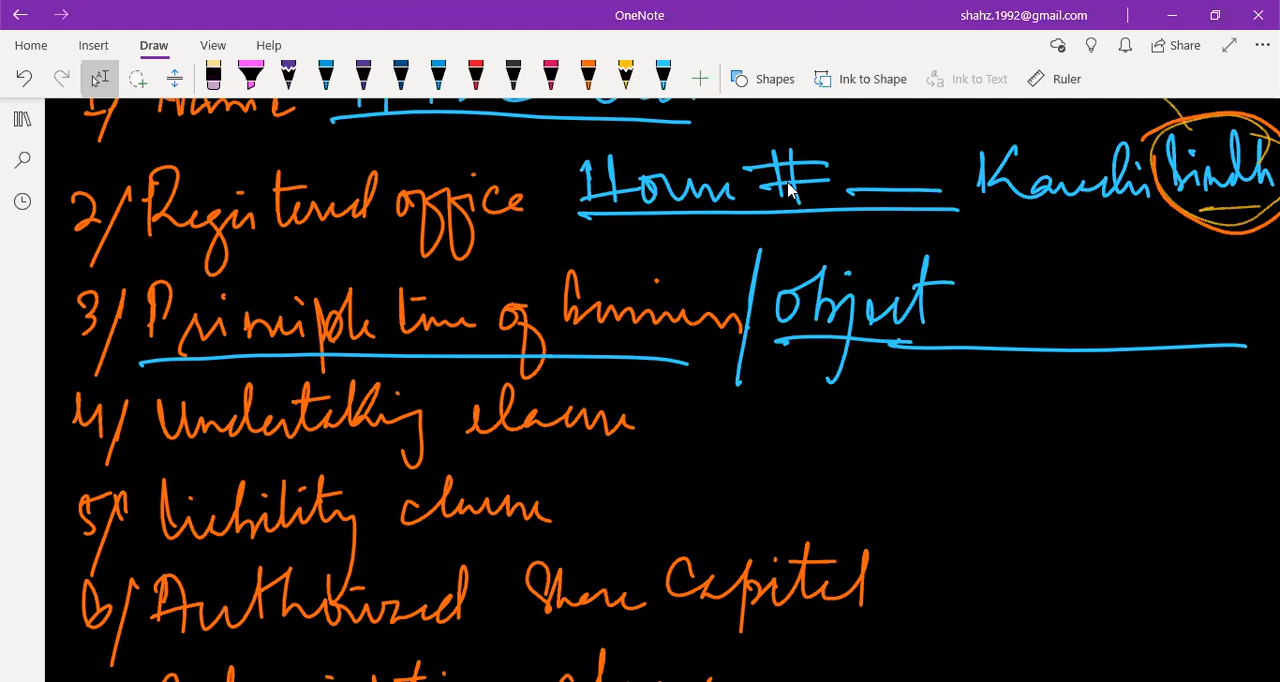 OneNote
shahz.1992@gmail.com
Home Insert Draw View Help
Share
Shapes Ink to Shape Ink to Text Ruler
1/ Name
2/ Registered office House # Karachi Sindh
3/ Principle line of business / object
4/ Undertaking clause
5/ Liability clause
6/ Authorized Share Capital